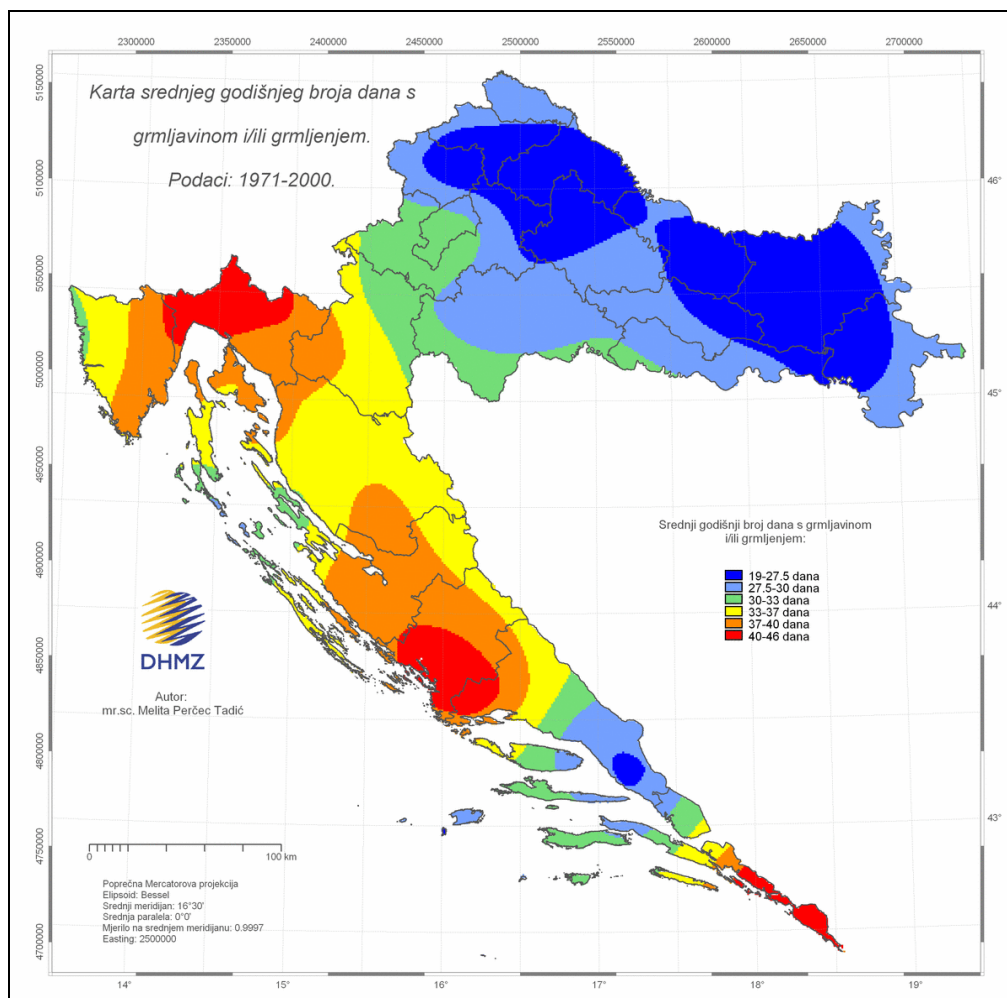 2300000 2350000 2400000 2450000 2500000 2550000 2600000 2650000 2700000
Karta srednjeg godišnjeg broja dana s
grmljavinom i/ili grmljenjem.
Podaci: 1971-2000.
5150000
5100000
5050000
5000000
4950000
4900000
4850000
4800000
4750000
4700000
46°
45°
44°
43°
Srednji godišnji broj dana s grmljavinom
i/ili grmljenjem:
19-27.5 dana
27.5-30 dana
30-33 dana
33-37 dana
37-40 dana
40-46 dana
DHMZ
Autor:
mr.sc. Melita Perčec Tadić
0 100 km
Poprečna Mercatorova projekcija
Elipsoid: Bessel
Srednji meridijan: 16°30'
Srednja paralela: 0°0'
Mjerilo na srednjem meridijanu: 0.9997
Easting: 2500000
14° 15° 16° 17° 18° 19°